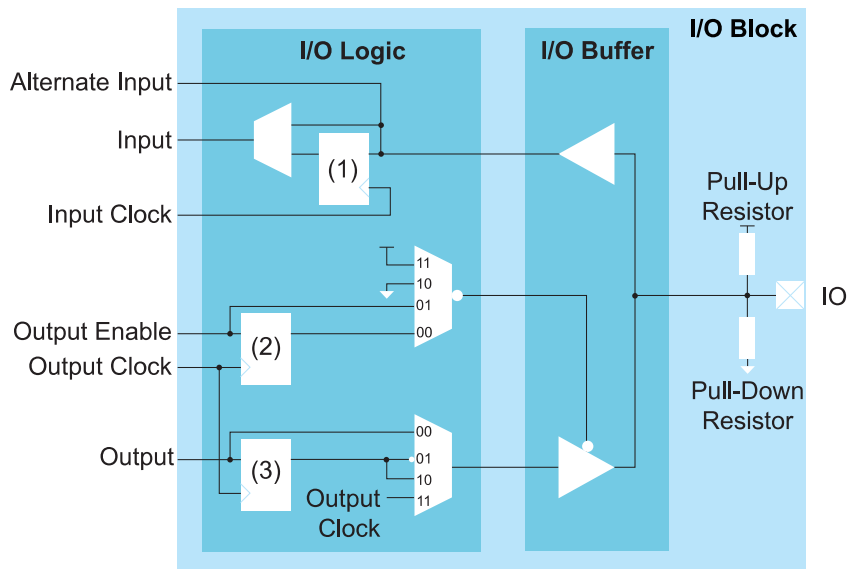 I/O Block
I/O Logic
I/O Buffer
Alternate Input
Input
(1)
Input Clock
Pull-Up
Resistor
11
10
01
00
IO
Output Enable
(2)
Output Clock
Pull-Down
Resistor
00
Output
(3)
01
10
11
Output
Clock